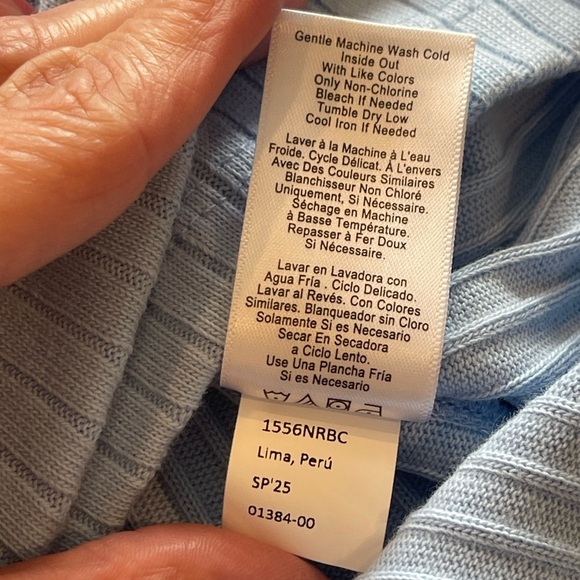 Gentle Machine Wash Cold
Inside Out
With Like Colors
Only Non-Chlorine
Bleach If Needed
Tumble Dry Low
Cool Iron If Needed
Laver à la Machine à L'eau
Froide, Cycle Délicat. À L'envers
Avec Des Couleurs Similaires
Blanchisseur Non Chloré
Uniquement, Si Nécessaire.
Séchage en Machine
à Basse Température.
Repasser à Fer Doux
Si Nécessaire.
Lavar en Lavadora con
Agua Fría . Ciclo Delicado.
Lavar al Revés. Con Colores
Similares. Blanqueador sin Cloro
Solamente Si es Necesario
Secar En Secadora
a Ciclo Lento.
Use Una Plancha Fría
Si es Necesario
1556NRBC
Lima, Perú
SP'25
01384-00